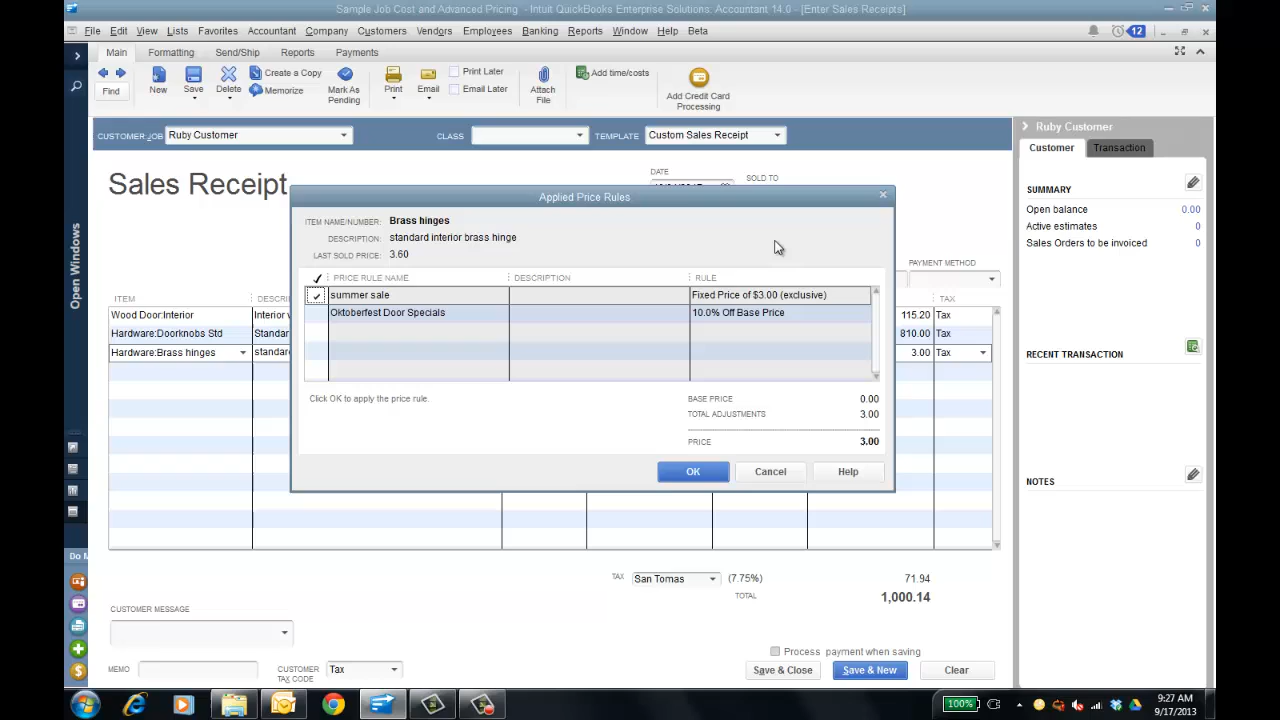 Sample Job Cost and Advanced Pricing - Intuit QuickBooks Enterprise Solutions: Accountant 14.0 - [Enter Sales Receipts]
File Edit View Lists Favorites Accountant Company Customers Vendors Employees Banking Reports Window Help Beta
12
Main Formatting Send/Ship Reports Payments
Find
New
Save
Delete
Create a Copy
Memorize
Mark As
Pending
Print
Email
Print Later
Email Later
Attach
File
Add time/costs
Add Credit Card
Processing
CUSTOMER:JOB Ruby Customer
CLASS
TEMPLATE Custom Sales Receipt
Sales Receipt
DATE
SOLD TO
PAYMENT METHOD
Applied Price Rules
ITEM NAME/NUMBER: Brass hinges
DESCRIPTION: standard interior brass hinge
LAST SOLD PRICE: 3.60
PRICE RULE NAME DESCRIPTION RULE
summer sale Fixed Price of $3.00 (exclusive)
Oktoberfest Door Specials 10.0% Off Base Price
Click OK to apply the price rule.
BASE PRICE 0.00
TOTAL ADJUSTMENTS 3.00
PRICE 3.00
OK Cancel Help
ITEM DESCRI TAX
Wood Door:Interior Interior 115.20 Tax
Hardware:Doorknobs Std Standa 810.00 Tax
Hardware:Brass hinges standa 3.00 Tax
TAX San Tomas (7.75%) 71.94
TOTAL 1,000.14
CUSTOMER MESSAGE
MEMO
CUSTOMER
TAX CODE
Tax
Process payment when saving
Save & Close Save & New Clear
Ruby Customer
Customer Transaction
SUMMARY
Open balance 0.00
Active estimates 0
Sales Orders to be invoiced 0
RECENT TRANSACTION
NOTES
Open Windows
Do M
100%
9:27 AM
9/17/2013